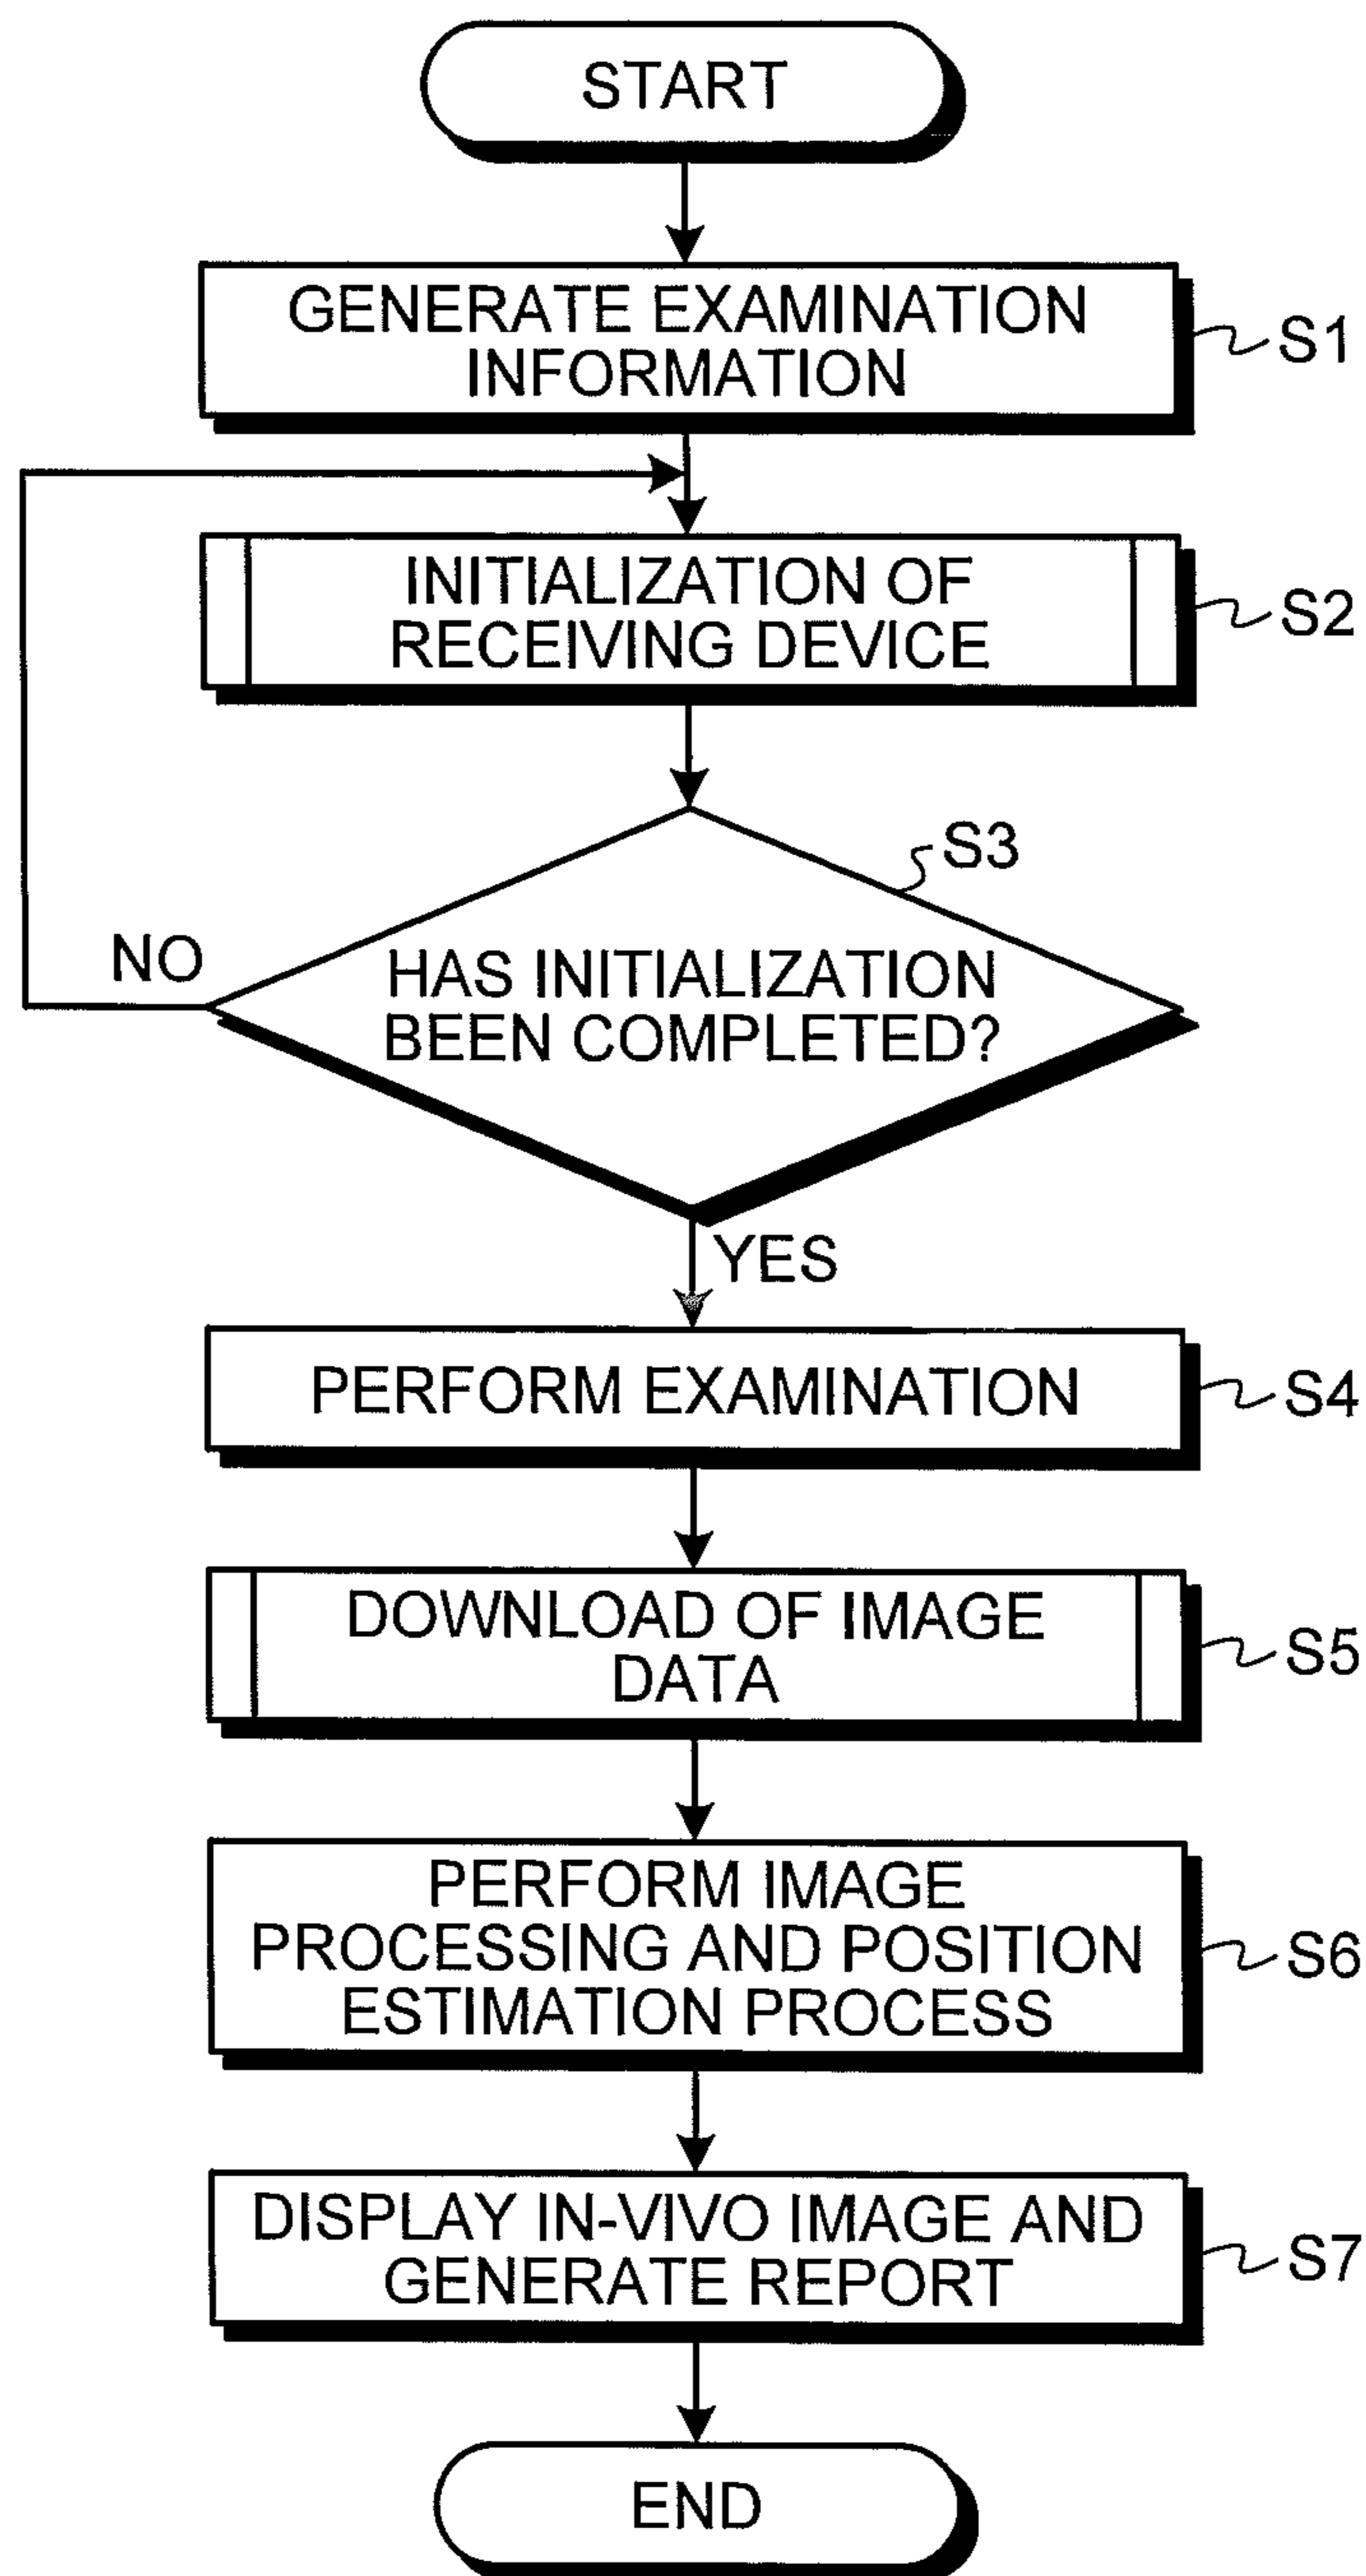 START
GENERATE EXAMINATION
INFORMATION
S1
INITIALIZATION OF
RECEIVING DEVICE
S2
S3
HAS INITIALIZATION
BEEN COMPLETED?
NO
YES
PERFORM EXAMINATION
S4
DOWNLOAD OF IMAGE
DATA
S5
PERFORM IMAGE
PROCESSING AND POSITION
ESTIMATION PROCESS
S6
DISPLAY IN-VIVO IMAGE AND
GENERATE REPORT
S7
END